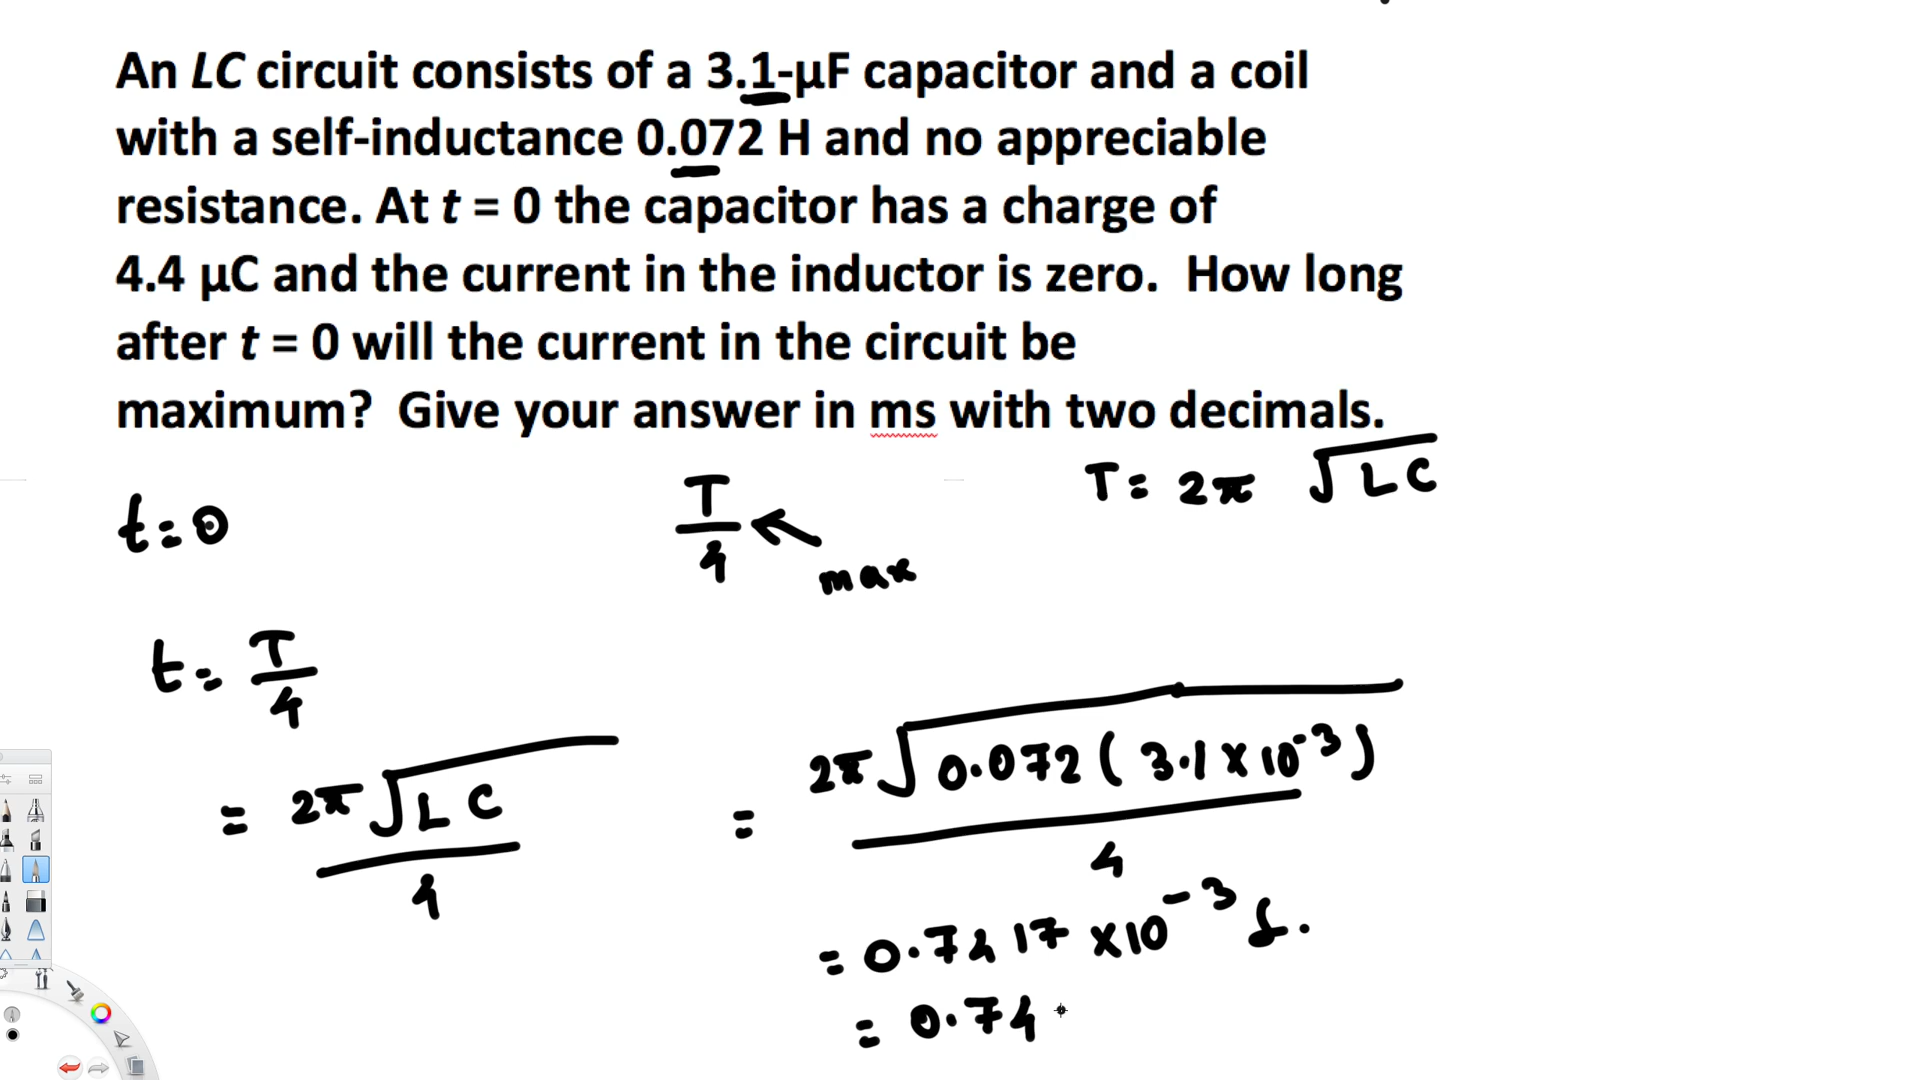 An LC circuit consists of a 3.1-μF capacitor and a coil
with a self-inductance 0.072 H and no appreciable
resistance. At t = 0 the capacitor has a charge of
4.4 μC and the current in the inductor is zero.  How long
after t = 0 will the current in the circuit be
maximum?  Give your answer in ms with two decimals.
t=0
T/4 ← max
T = 2π √LC
t = T/4
= 2π√LC / 4
= 2π√0.072(3.1×10⁻³) / 4
= 0.7417 ×10⁻³ s.
= 0.74